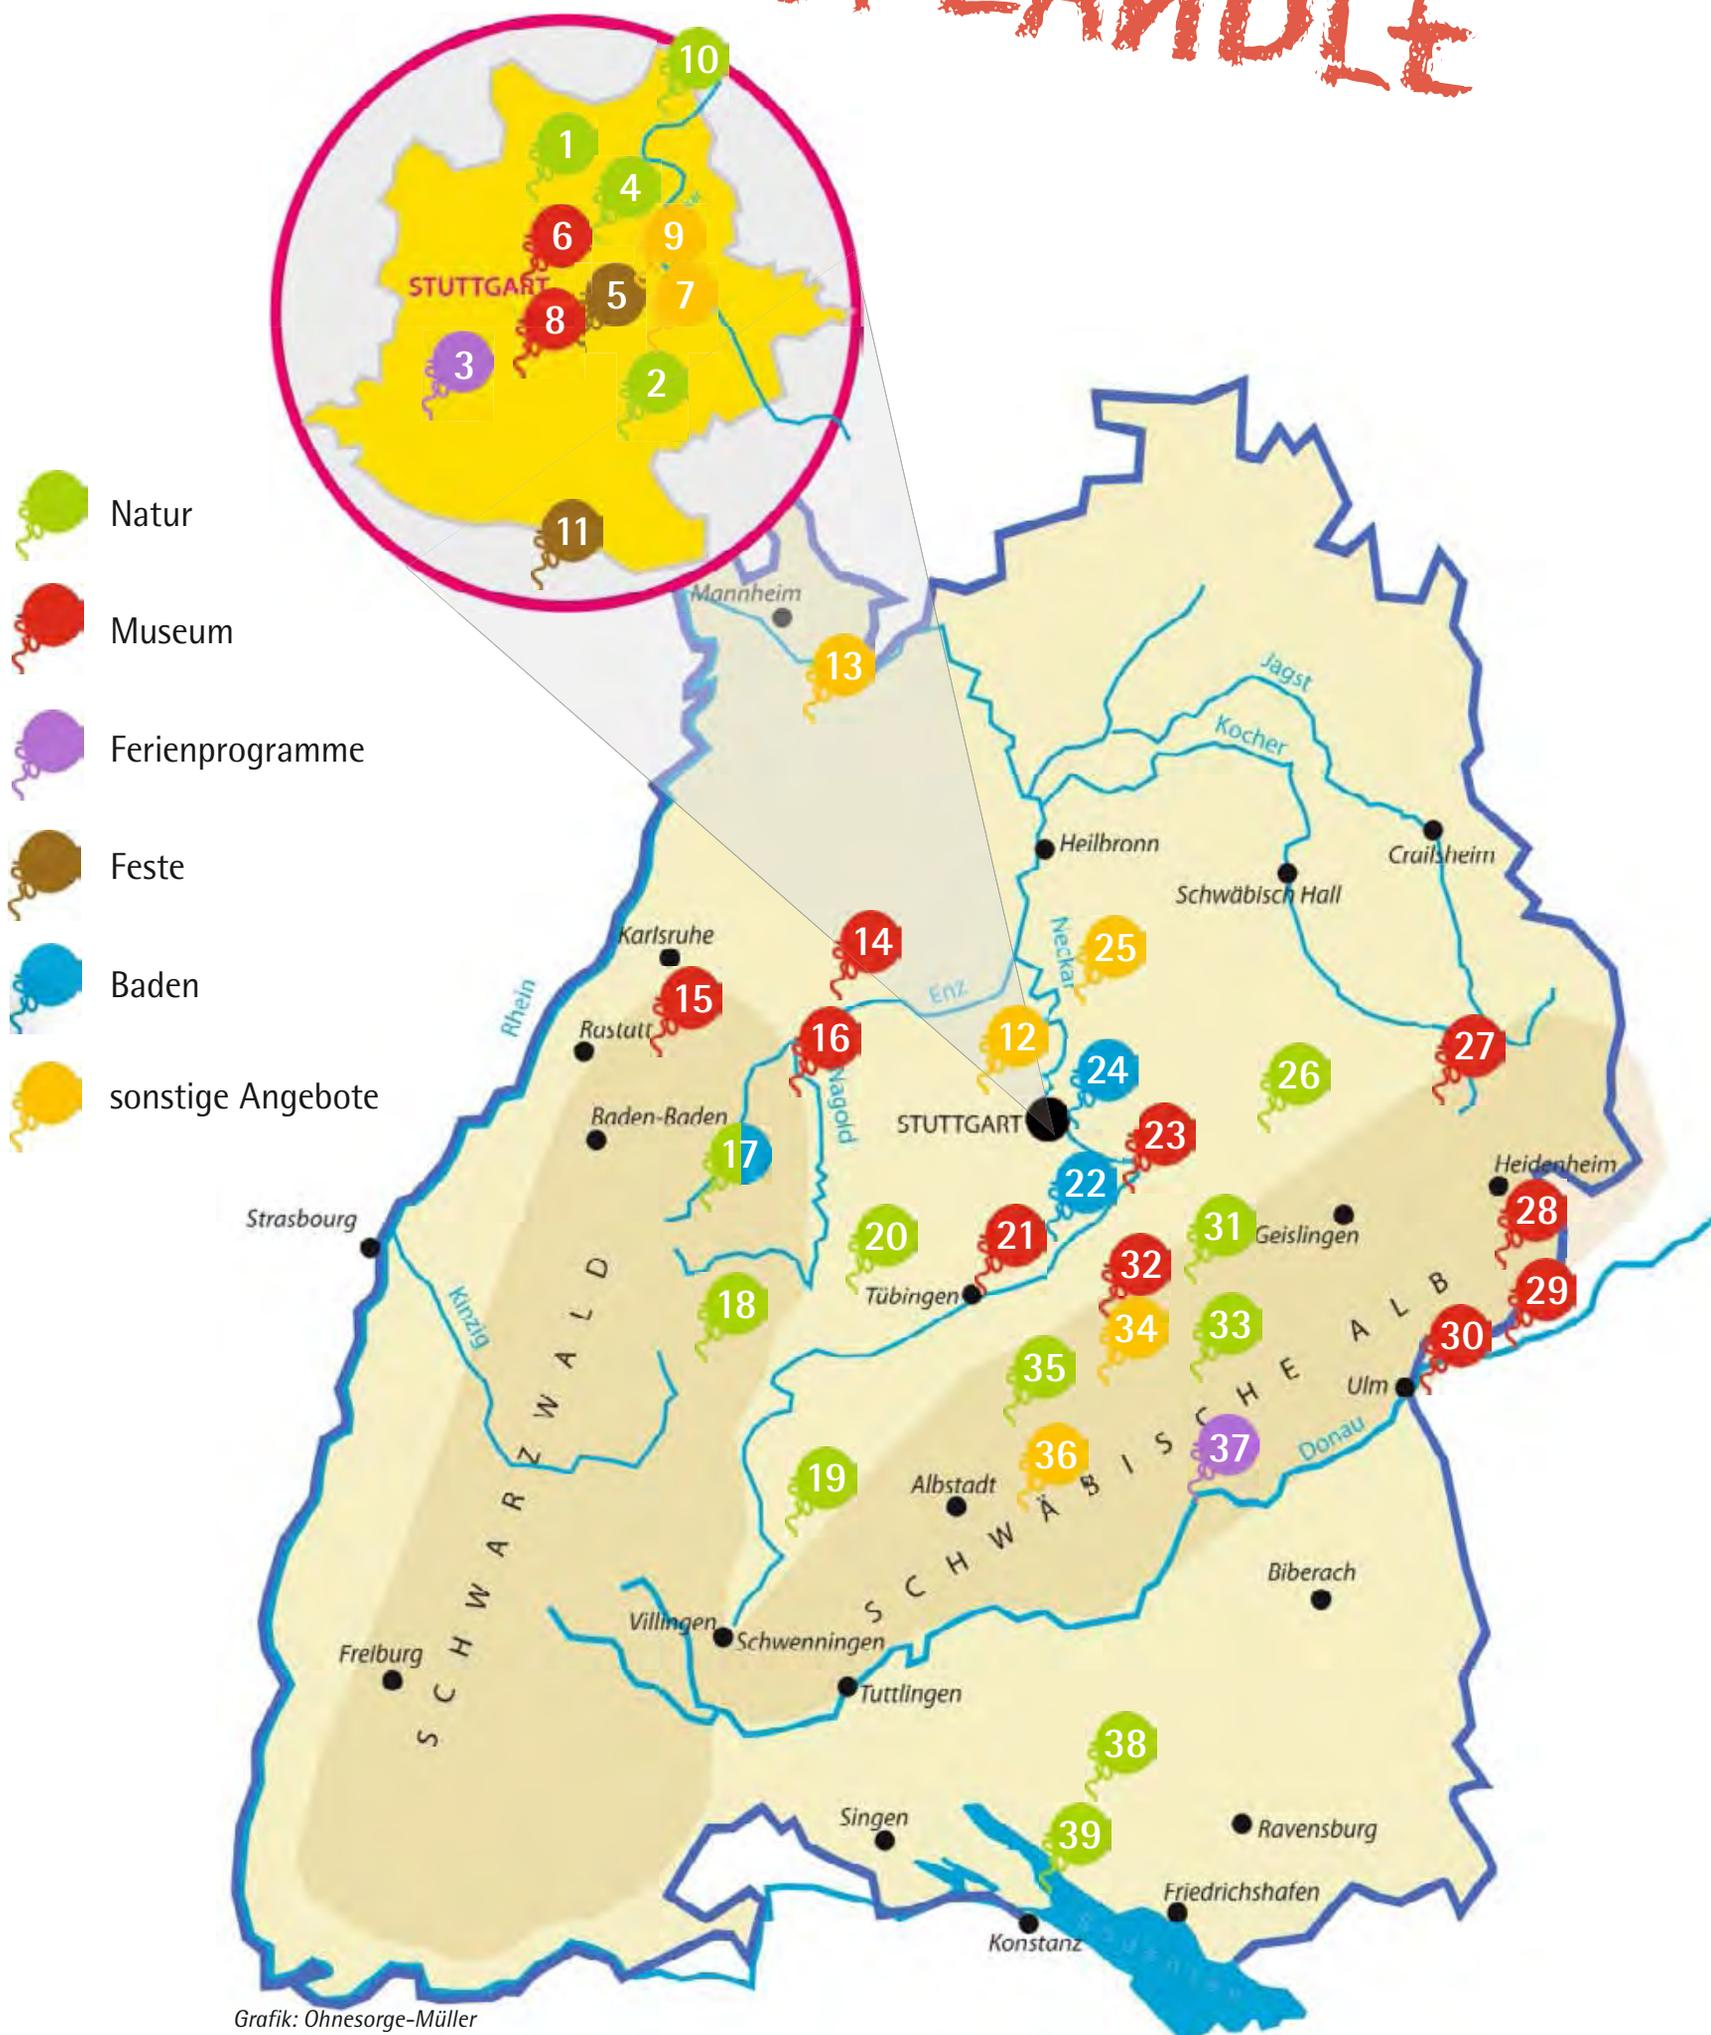 LÄNDLE
10
1
4
6
9
STUTTGART
5
7
8
3
2
11
Natur
Museum
Ferienprogramme
Feste
Baden
sonstige Angebote
Mannheim
13
Jagst
Kocher
Heilbronn
Crailsheim
Schwäbisch Hall
Karlsruhe
14
Neckar
25
15
Enz
Rhein
Rastatt
16
12
27
24
26
Nagold
Baden-Baden
STUTTGART
23
17
22
Heidenheim
28
Strasbourg
20
21
31
Geislingen
32
Kinzig
18
Tübingen
29
34
33
30
35
Ulm
SCHWARZWALD
SCHWÄBISCHE ALB
36
37
Donau
19
Albstadt
Biberach
Villingen
Schwenningen
Freiburg
Tuttlingen
38
Singen
39
Ravensburg
Friedrichshafen
Konstanz
Bodensee
Grafik: Ohnesorge-Müller